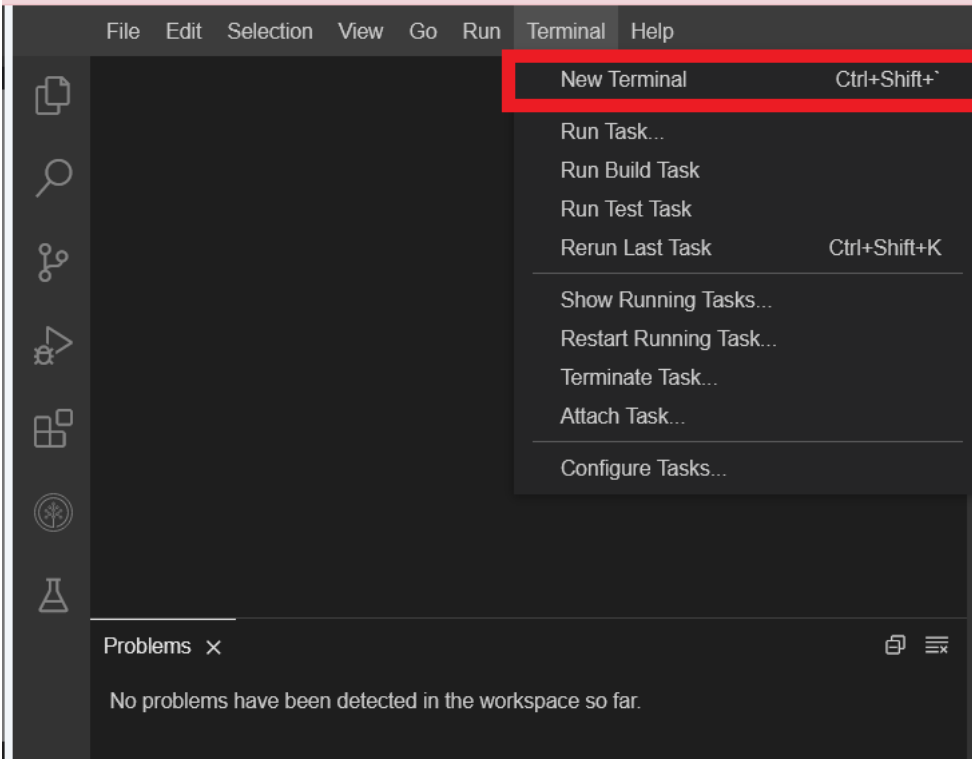 File Edit Selection View Go Run Terminal Help
New Terminal Ctrl+Shift+`
Run Task...
Run Build Task
Run Test Task
Rerun Last Task Ctrl+Shift+K
Show Running Tasks...
Restart Running Task...
Terminate Task...
Attach Task...
Configure Tasks...
Problems
No problems have been detected in the workspace so far.